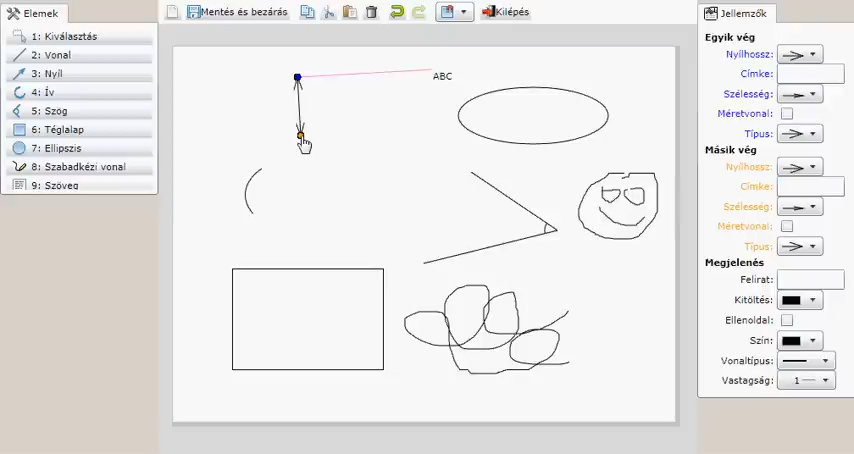 Elemek
1: Kiválasztás
2: Vonal
3: Nyíl
4: Ív
5: Szög
6: Téglalap
7: Ellipszis
8: Szabadkézi vonal
9: Szöveg
Mentés és bezárás
Kilépés
ABC
Jellemzők
Egyik vég
Nyílhossz:
Címke:
Szélesség:
Méretvonal:
Típus:
Másik vég
Nyílhossz:
Címke:
Szélesség:
Méretvonal:
Típus:
Megjelenés
Felirat:
Kitöltés:
Ellenoldal:
Szín:
Vonaltípus:
Vastagság:
1